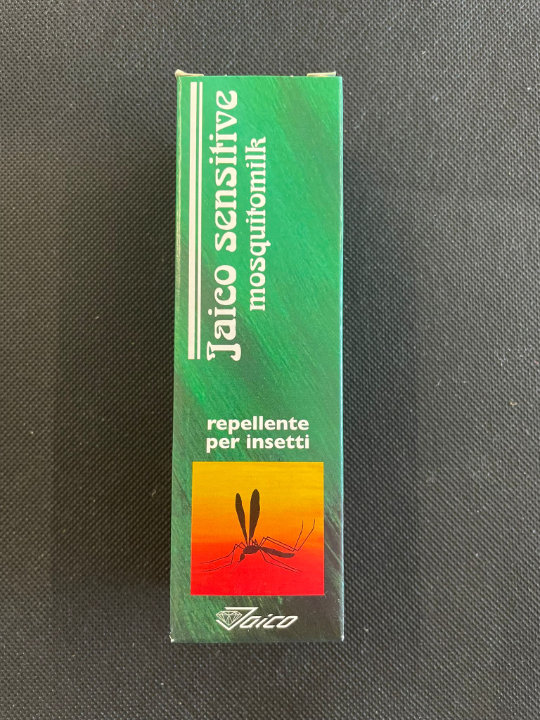 Jaico sensitive
mosquitomilk
repellente
per insetti
Jaico